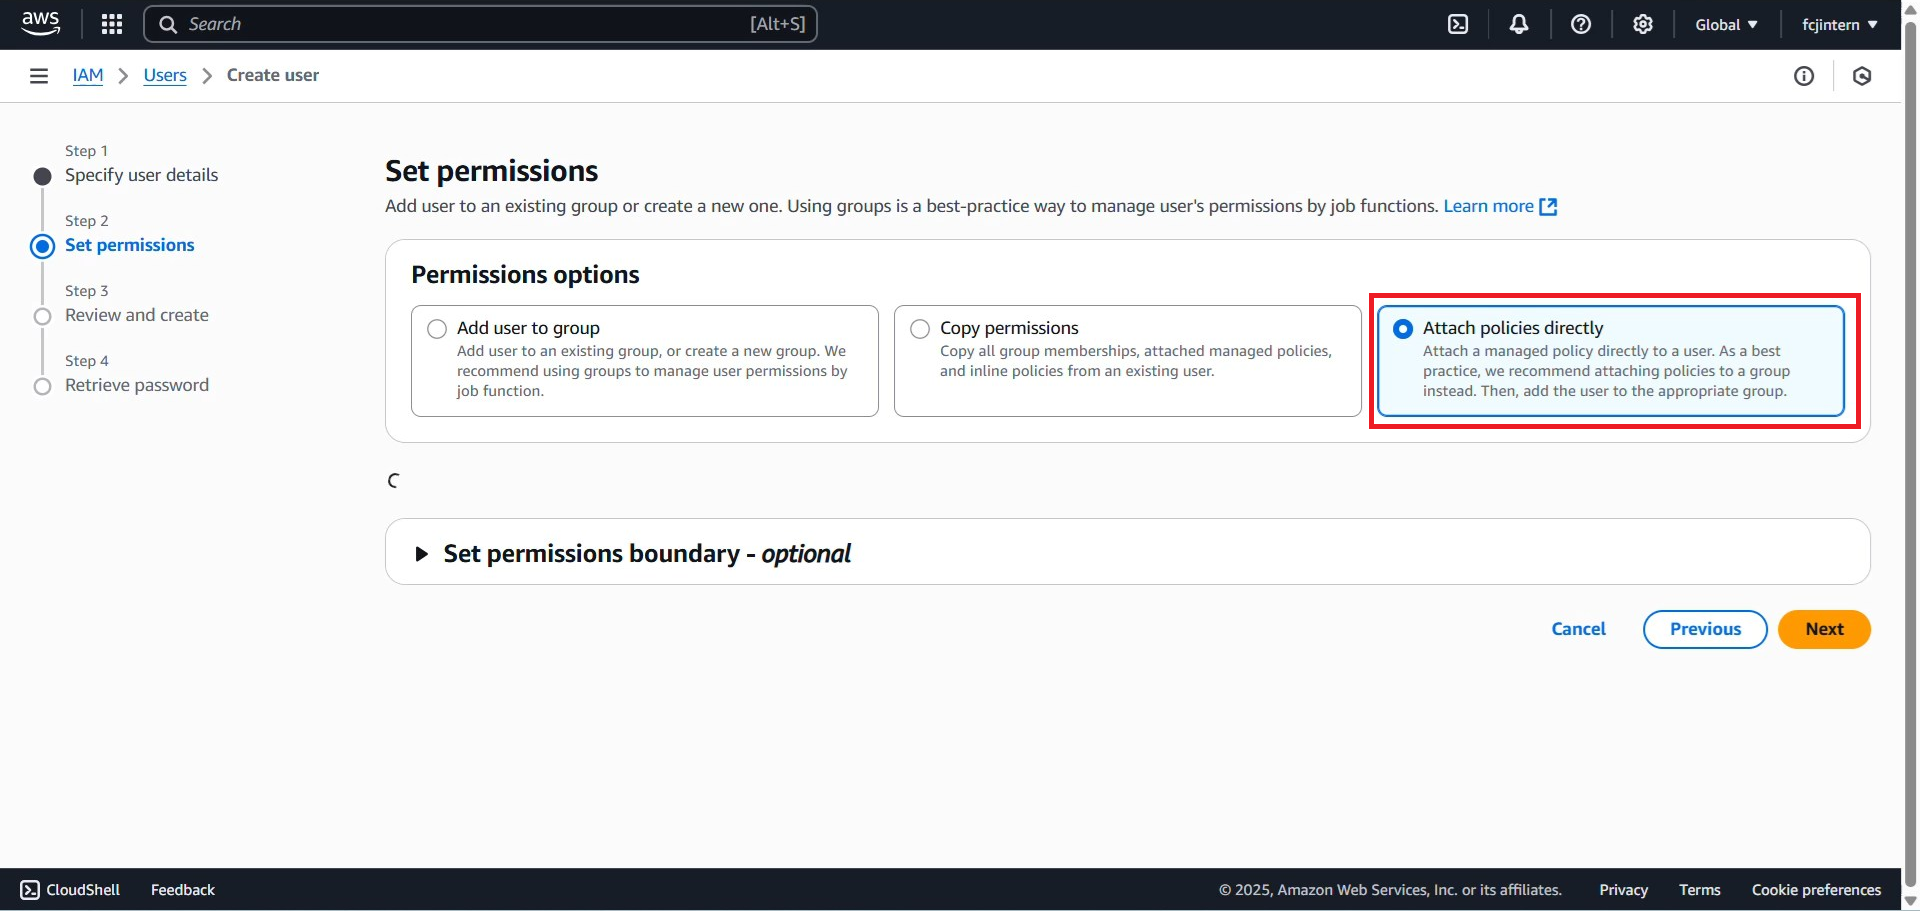 aws
Search [Alt+S]
Global
fcjintern
IAM
Users
Create user
Step 1
Specify user details
Step 2
Set permissions
Step 3
Review and create
Step 4
Retrieve password
Set permissions
Add user to an existing group or create a new one. Using groups is a best-practice way to manage user's permissions by job functions. Learn more
Permissions options
Add user to group
Add user to an existing group, or create a new group. We
recommend using groups to manage user permissions by
job function.
Copy permissions
Copy all group memberships, attached managed policies,
and inline policies from an existing user.
Attach policies directly
Attach a managed policy directly to a user. As a best
practice, we recommend attaching policies to a group
instead. Then, add the user to the appropriate group.
Set permissions boundary - optional
Cancel
Previous
Next
CloudShell
Feedback
© 2025, Amazon Web Services, Inc. or its affiliates.
Privacy
Terms
Cookie preferences